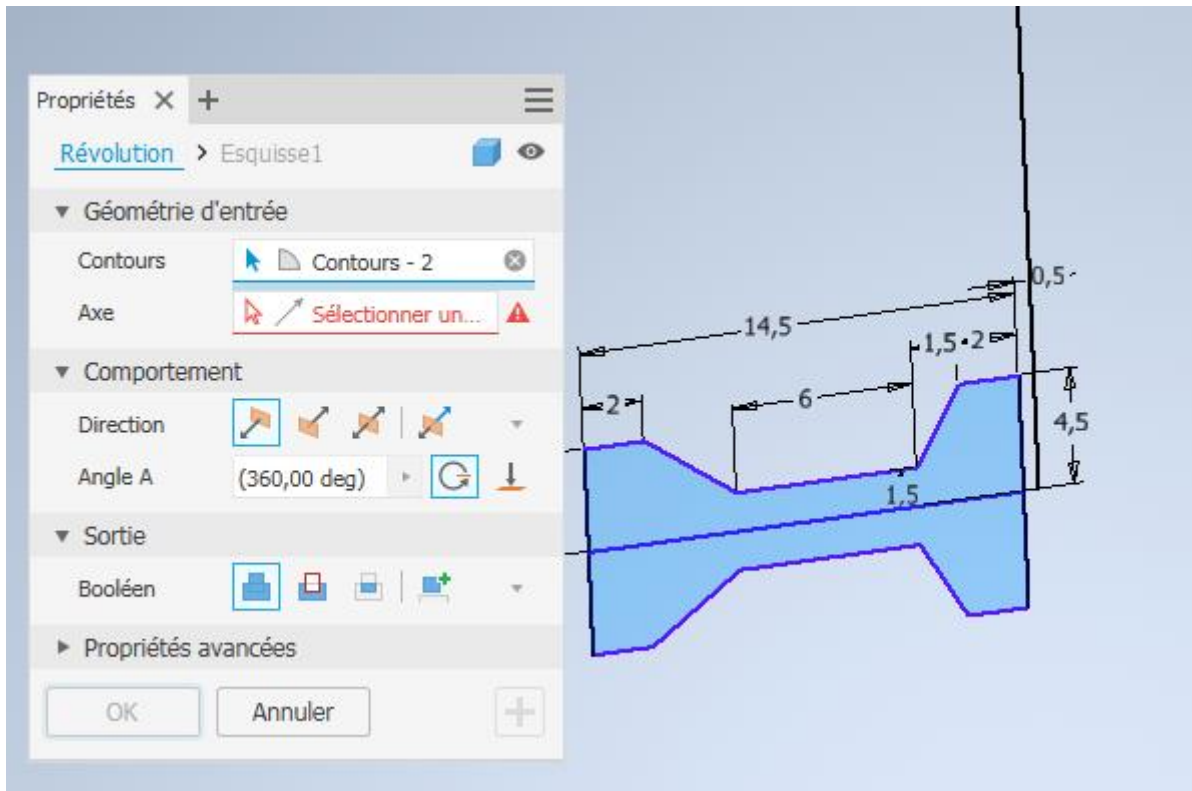 Propriétés
Révolution > Esquisse1
Géométrie d'entrée
Contours Contours - 2
Axe Sélectionner un...
Comportement
Direction
Angle A (360,00 deg)
Sortie
Booléen
Propriétés avancées
OK Annuler
0,5
14,5
1,5 2
2 6 4,5
1,5